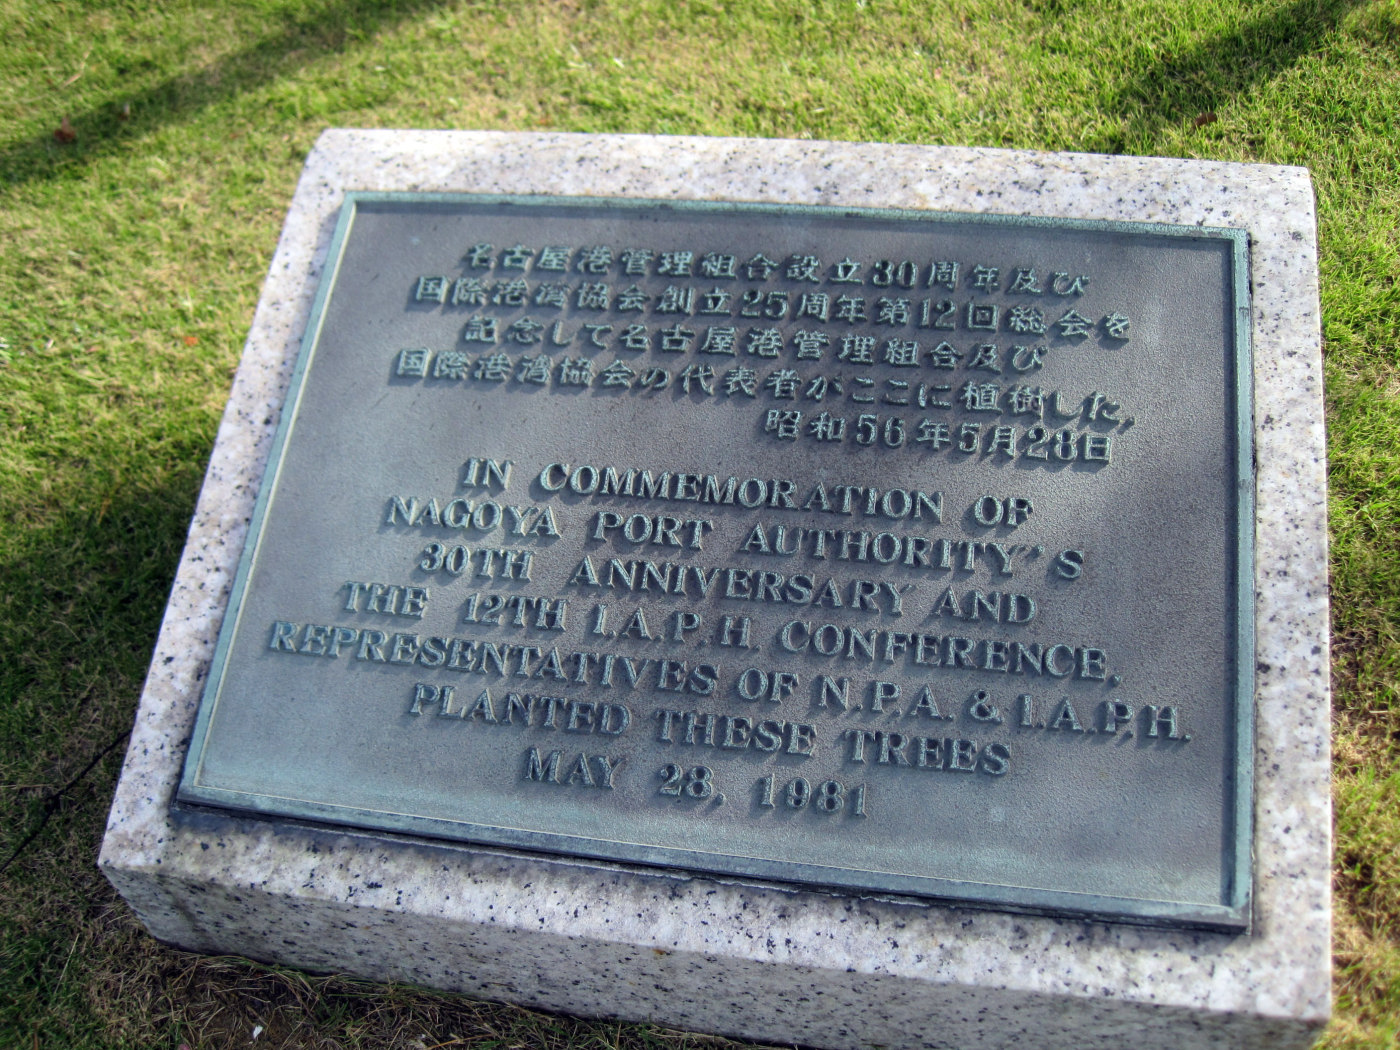 名古屋港管理組合設立30周年及び
国際港湾協会創立25周年第12回総会を
記念して名古屋港管理組合及び
国際港湾協会の代表者がここに植樹した,
昭和56年5月28日
IN COMMEMORATION OF
NAGOYA PORT AUTHORITY'S
30TH ANNIVERSARY AND
THE 12TH I.A.P.H. CONFERENCE,
REPRESENTATIVES OF N.P.A. & I.A.P.H.
PLANTED THESE TREES
MAY 28, 1981